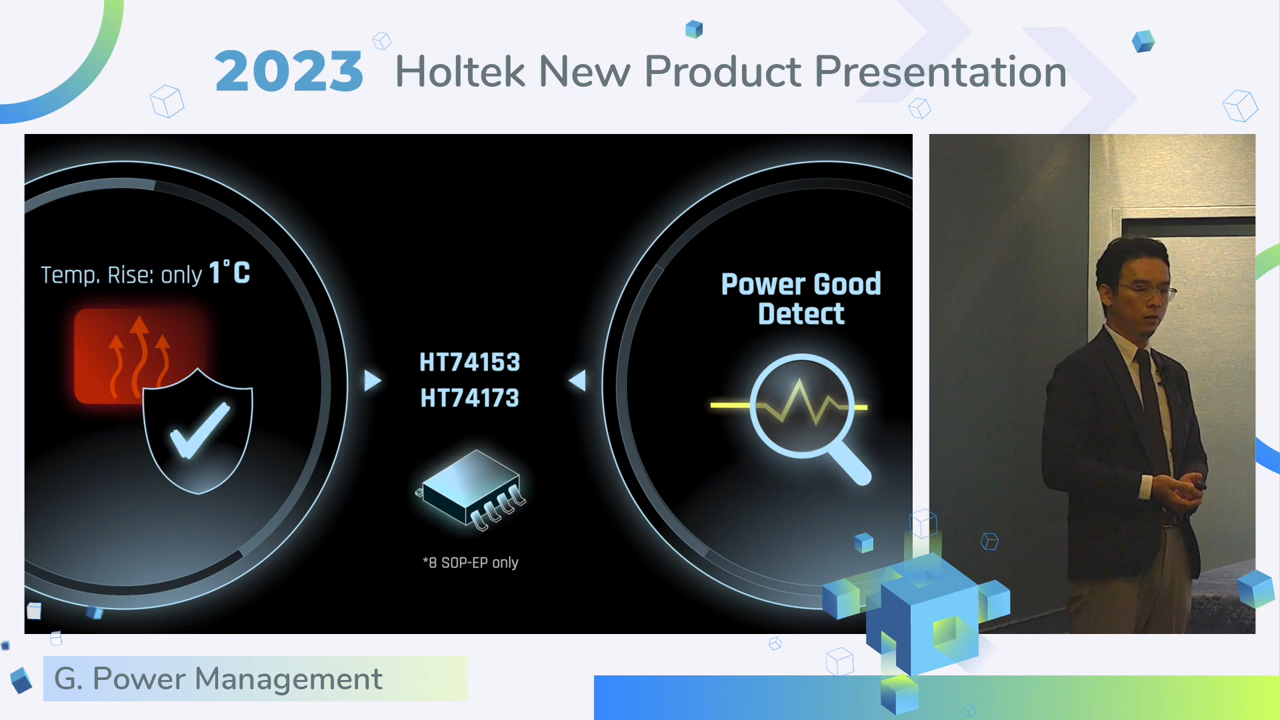 2023 Holtek New Product Presentation
Temp. Rise: only 1°C
HT74153
HT74173
*8 SOP-EP only
Power Good
Detect
G. Power Management